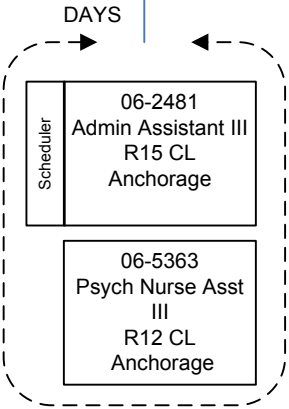 DAYS
Scheduler
06-2481
Admin Assistant III
R15 CL
Anchorage
06-5363
Psych Nurse Asst
III
R12 CL
Anchorage